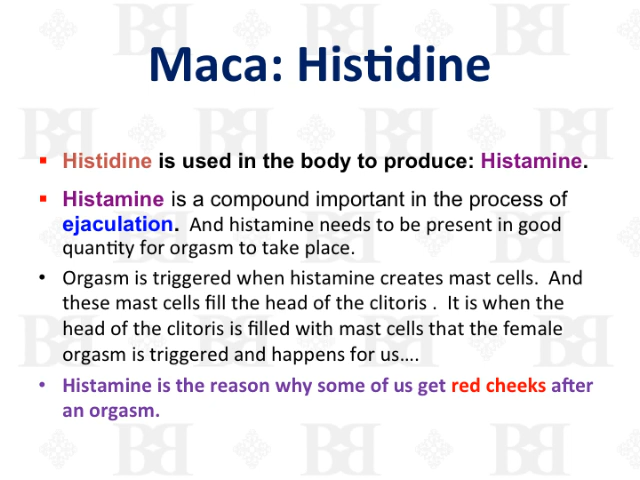 Maca: Histidine
▪ Histidine is used in the body to produce: Histamine.
▪ Histamine is a compound important in the process of
ejaculation. And histamine needs to be present in good
quantity for orgasm to take place.
• Orgasm is triggered when histamine creates mast cells. And
these mast cells fill the head of the clitoris . It is when the
head of the clitoris is filled with mast cells that the female
orgasm is triggered and happens for us....
• Histamine is the reason why some of us get red cheeks after
an orgasm.